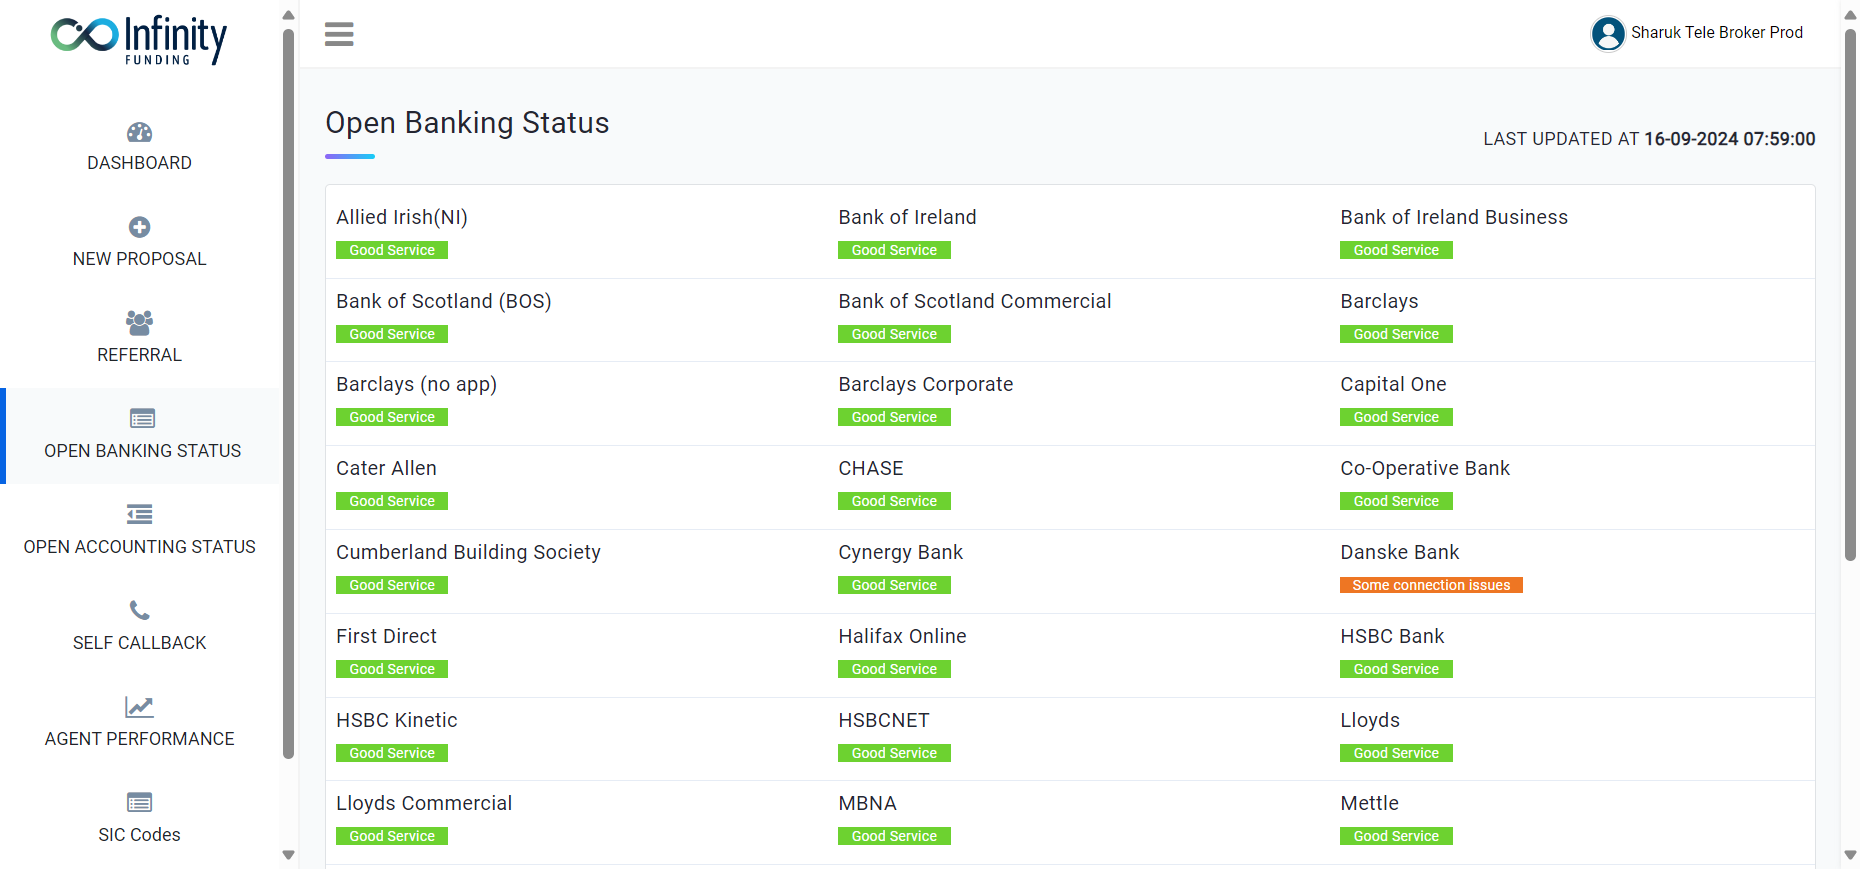 Infinity
FUNDING
Sharuk Tele Broker Prod
DASHBOARD
NEW PROPOSAL
REFERRAL
OPEN BANKING STATUS
OPEN ACCOUNTING STATUS
SELF CALLBACK
AGENT PERFORMANCE
SIC Codes
Open Banking Status
LAST UPDATED AT 16-09-2024 07:59:00
Allied Irish(NI)
Good Service
Bank of Ireland
Good Service
Bank of Ireland Business
Good Service
Bank of Scotland (BOS)
Good Service
Bank of Scotland Commercial
Good Service
Barclays
Good Service
Barclays (no app)
Good Service
Barclays Corporate
Good Service
Capital One
Good Service
Cater Allen
Good Service
CHASE
Good Service
Co-Operative Bank
Good Service
Cumberland Building Society
Good Service
Cynergy Bank
Good Service
Danske Bank
Some connection issues
First Direct
Good Service
Halifax Online
Good Service
HSBC Bank
Good Service
HSBC Kinetic
Good Service
HSBCNET
Good Service
Lloyds
Good Service
Lloyds Commercial
Good Service
MBNA
Good Service
Mettle
Good Service